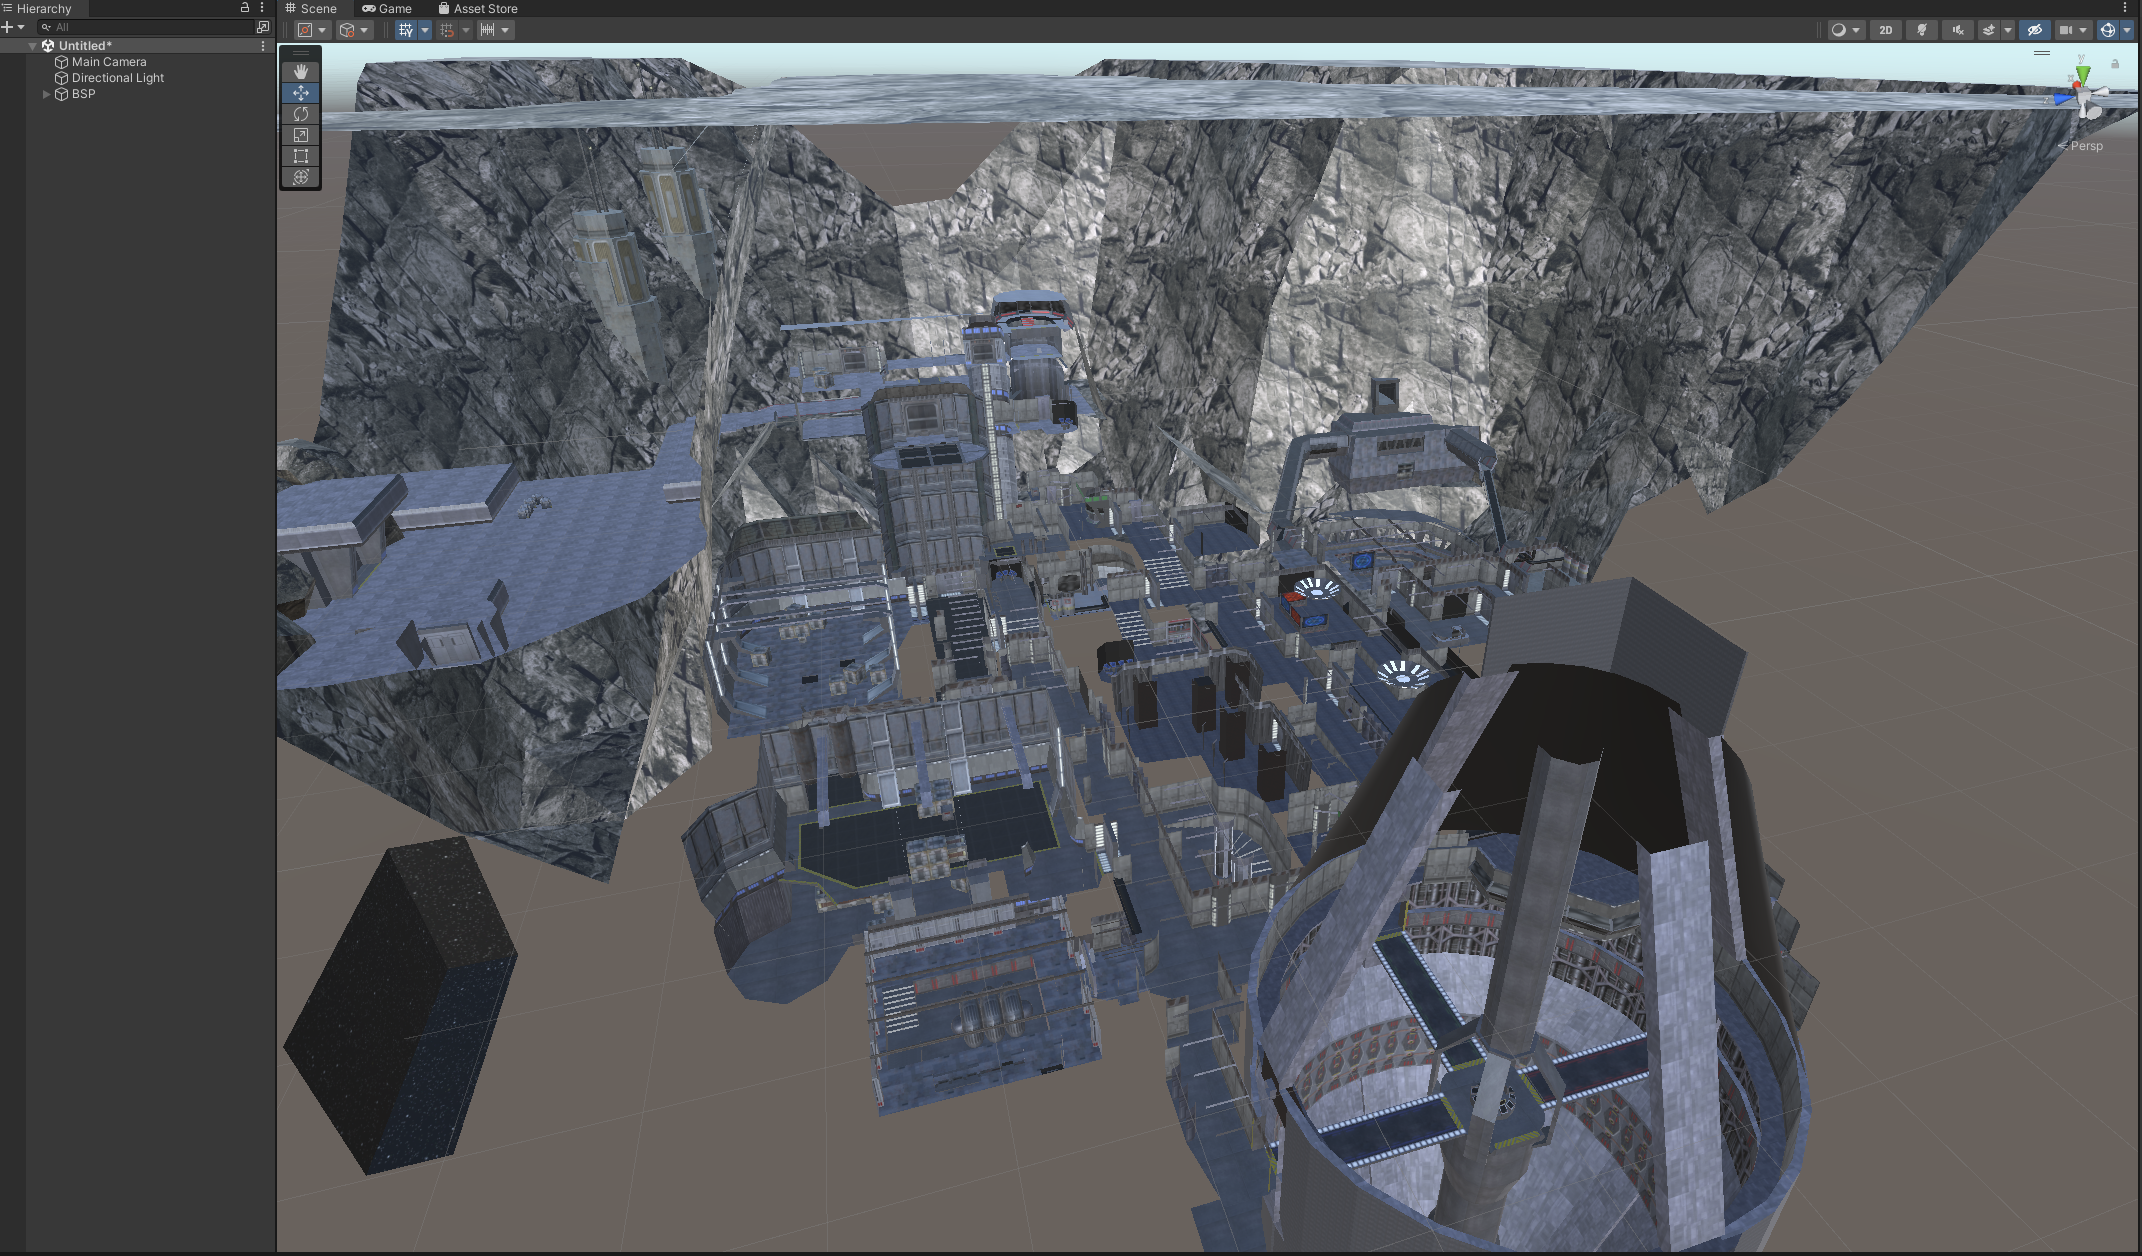 Hierarchy
Scene
Game
Asset Store
All
2D
Untitled*
Main Camera
Directional Light
BSP
y
x
z
Persp